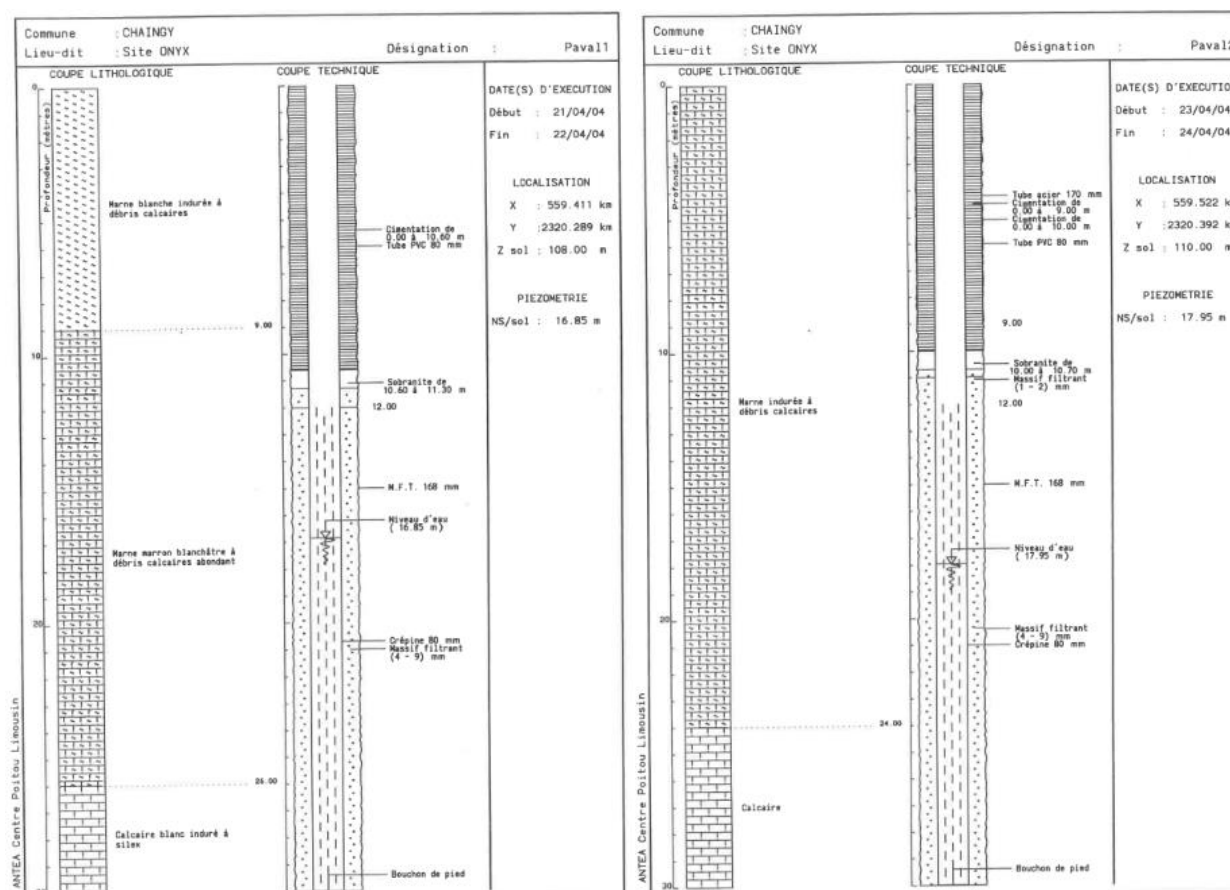 Commune : CHAINGY
Lieu-dit : Site ONYX Désignation : Paval1
COUPE LITHOLOGIQUE COUPE TECHNIQUE
DATE(S) D'EXECUTION
Début : 21/04/04
Fin : 22/04/04
LOCALISATION
X : 559.411 km
Y :2320.289 km
Z sol : 108.00 m
PIEZOMETRIE
NS/sol : 16.85 m
Profondeur (mètres)
0
10
20
Marne blanche indurée à
débris calcaires
Marne marron blanchâtre à
débris calcaires abondant
Calcaire blanc induré à
silex
9.00
12.00
26.00
Cimentation de
0.00 à 10.60 m
Tube PVC 80 mm
Sobranite de
10.60 à 11.30 m
M.F.T. 168 mm
Niveau d'eau
( 16.85 m)
Crépine 80 mm
Massif filtrant
(4 - 9) mm
Bouchon de pied
ANTEA Centre Poitou Limousin
Commune : CHAINGY
Lieu-dit : Site ONYX Désignation : Paval2
COUPE LITHOLOGIQUE COUPE TECHNIQUE
DATE(S) D'EXECUTIO
Début : 23/04/04
Fin : 24/04/04
LOCALISATION
X : 559.522 k
Y :2320.392 k
Z sol : 110.00 m
PIEZOMETRIE
NS/sol : 17.95 m
Profondeur (mètres)
0
10
20
30
Marne indurée à
débris calcaires
Calcaire
9.00
12.00
24.00
Tube acier 170 mm
Cimentation de
0.00 à 9.00 m
Cimentation de
0.00 à 10.00 m
Tube PVC 80 mm
Sobranite de
10.00 à 10.70 m
Massif filtrant
(1 - 2) mm
M.F.T. 168 mm
Niveau d'eau
( 17.95 m)
Massif filtrant
(4 - 9) mm
Crépine 80 mm
Bouchon de pied
ANTEA Centre Poitou Limousin